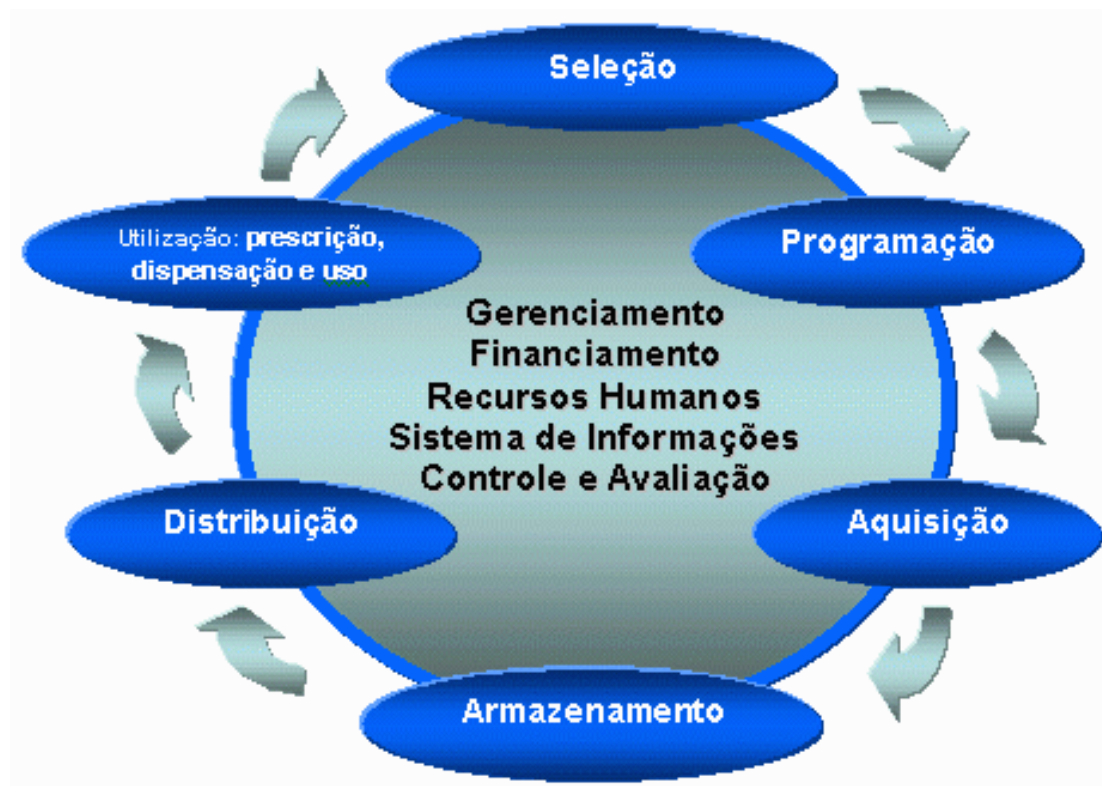 Seleção
Programação
Aquisição
Armazenamento
Distribuição
Utilização: prescrição,
dispensação e uso
Gerenciamento
Financiamento
Recursos Humanos
Sistema de Informações
Controle e Avaliação